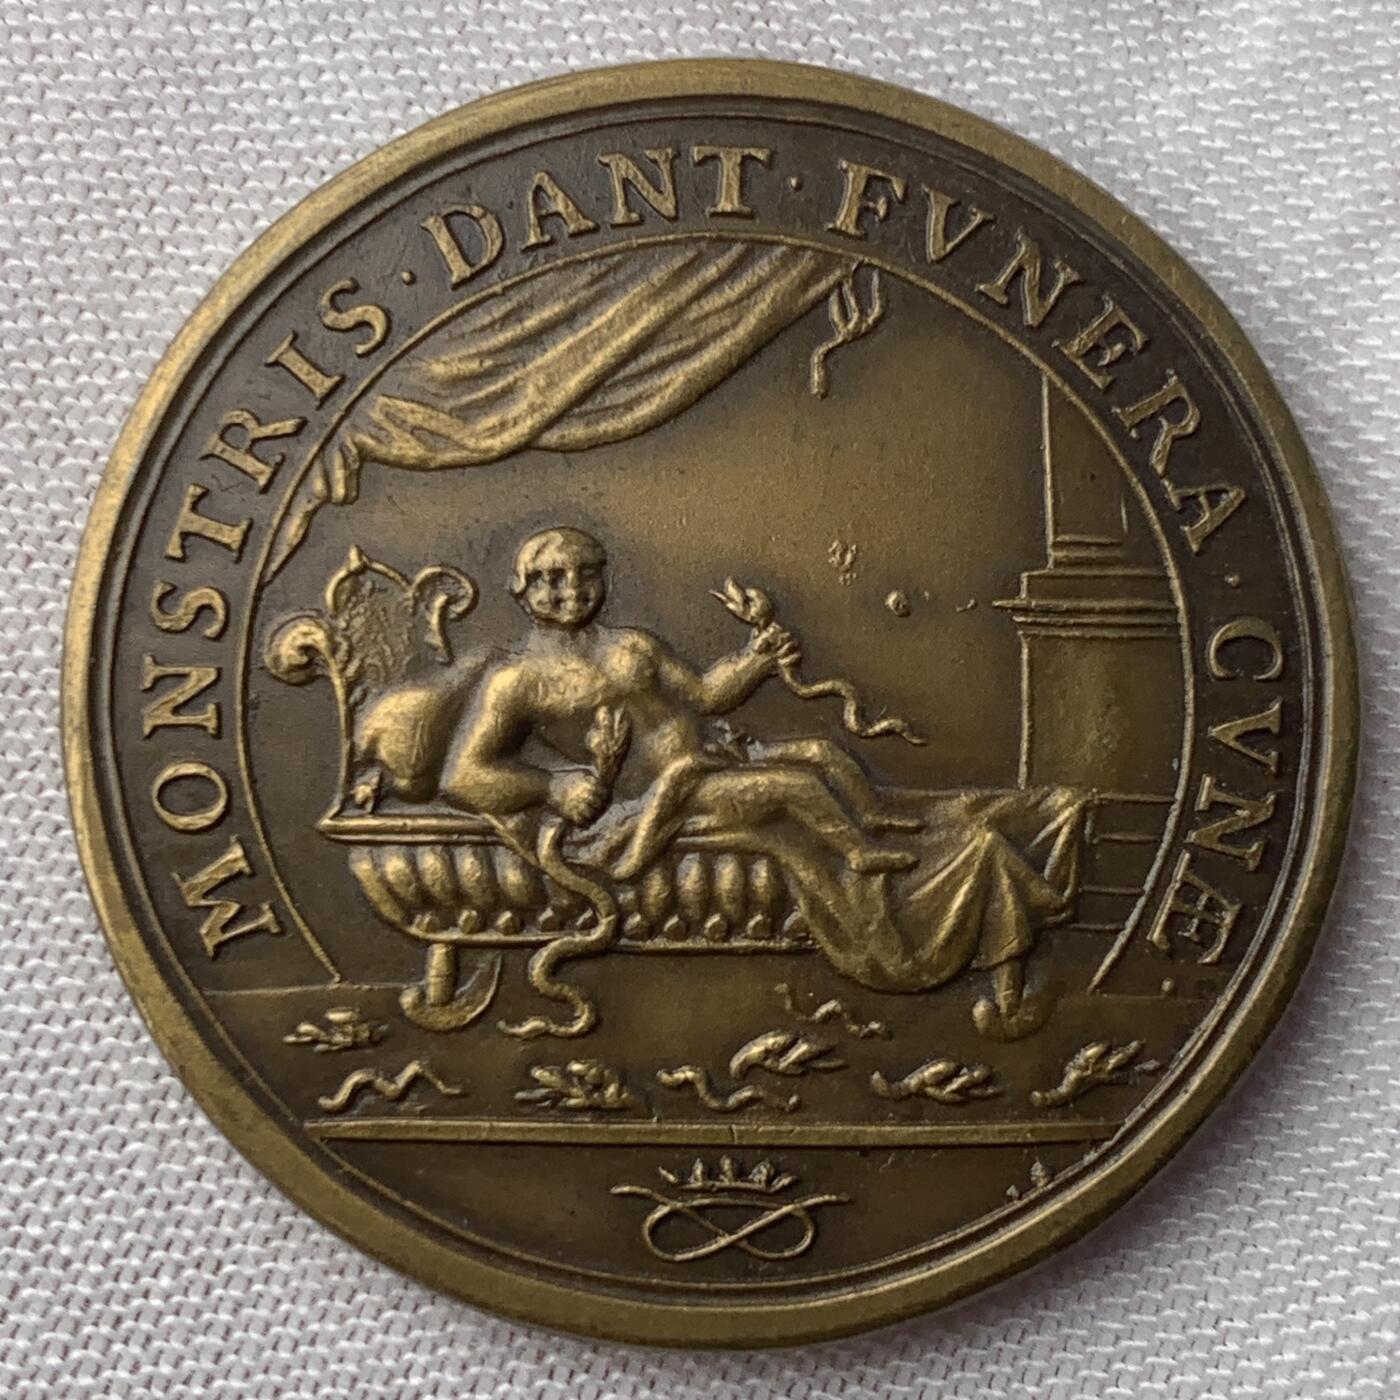 MONSTRIS · DANT · FVNERA · CVNÆ ·